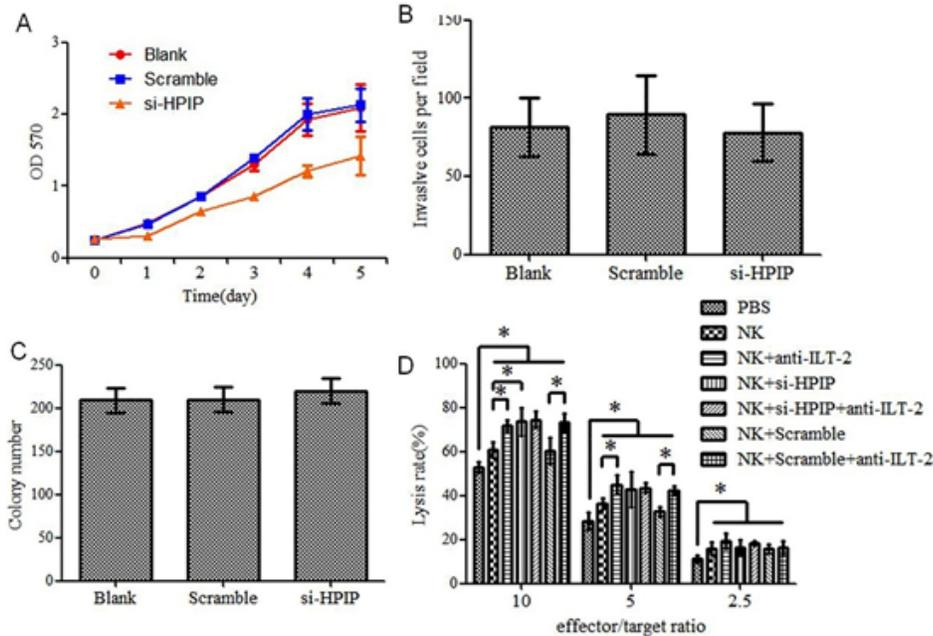 A
3
2
1
0
OD 570
Blank
Scramble
si-HPIP
0 1 2 3 4 5
Time(day)
B
150
100
50
0
Invasive cells per field
Blank Scramble si-HPIP
C
250
200
150
100
50
0
Colony number
Blank Scramble si-HPIP
D
100
80
60
40
20
0
Lysis rate(%)
* * * *
* * *
*
10 5 2.5
effector/target ratio
PBS
NK
NK+anti-ILT-2
NK+si-HPIP
NK+si-HPIP+anti-ILT-2
NK+Scramble
NK+Scramble+anti-ILT-2